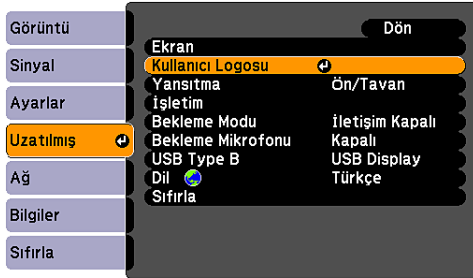 Görüntü
Sinyal
Ayarlar
Uzatılmış
Ağ
Bilgiler
Sıfırla
Dön
Ekran
Kullanıcı Logosu
Yansıtma Ön/Tavan
İşletim
Bekleme Modu İletişim Kapalı
Bekleme Mikrofonu Kapalı
USB Type B USB Display
Dil Türkçe
Sıfırla